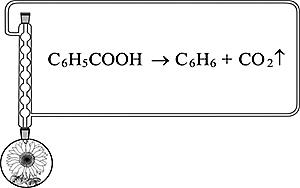 C₆H₅COOH → C₆H₆ + CO₂↑